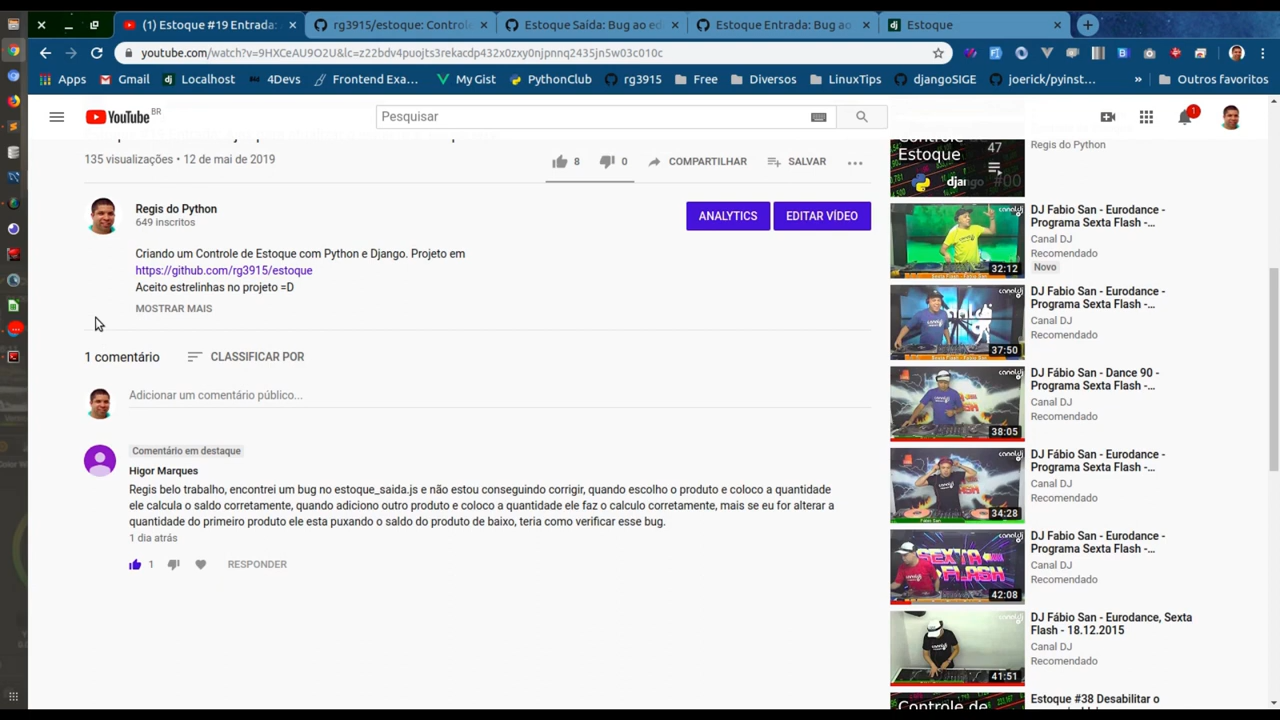 (1) Estoque #19 Entrada:
rg3915/estoque: Controle
Estoque Saída: Bug ao ed
Estoque Entrada: Bug ao
Estoque
youtube.com/watch?v=9HXCeAU9O2U&lc=z22bdv4puojts3rekacdp432x0zxy0njpnnq2435jn5w03c010c
Apps
Gmail
Localhost
4Devs
Frontend Exa...
My Gist
PythonClub
rg3915
Free
Diversos
LinuxTips
djangoSIGE
joerick/pyinst...
»
Outros favoritos
YouTube BR
Pesquisar
1
135 visualizações • 12 de mai de 2019
8
0
COMPARTILHAR
SALVAR
Regis do Python
649 inscritos
ANALYTICS
EDITAR VÍDEO
Criando um Controle de Estoque com Python e Django. Projeto em
https://github.com/rg3915/estoque
Aceito estrelinhas no projeto =D
MOSTRAR MAIS
1 comentário
CLASSIFICAR POR
Adicionar um comentário público...
Comentário em destaque
Higor Marques
Regis belo trabalho, encontrei um bug no estoque_saida.js e não estou conseguindo corrigir, quando escolho o produto e coloco a quantidade
ele calcula o saldo corretamente, quando adiciono outro produto e coloco a quantidade ele faz o calculo corretamente, mais se eu for alterar a
quantidade do primeiro produto ele esta puxando o saldo do produto de baixo, teria como verificar esse bug.
1 dia atrás
1
RESPONDER
Controle de
Estoque
47
django
#00
Regis do Python
32:12
DJ Fabio San - Eurodance -
Programa Sexta Flash -...
Canal DJ
Recomendado
Novo
37:50
DJ Fabio San - Eurodance -
Programa Sexta Flash -...
Canal DJ
Recomendado
38:05
DJ Fábio San - Dance 90 -
Programa Sexta Flash -...
Canal DJ
Recomendado
34:28
DJ Fábio San - Eurodance -
Programa Sexta Flash -...
Canal DJ
Recomendado
SEXTA
FLASH
42:08
DJ Fabio San - Eurodance -
Programa Sexta Flash -...
Canal DJ
Recomendado
41:51
DJ Fábio San - Eurodance, Sexta
Flash - 18.12.2015
Canal DJ
Recomendado
Controle de
Estoque #38 Desabilitar o